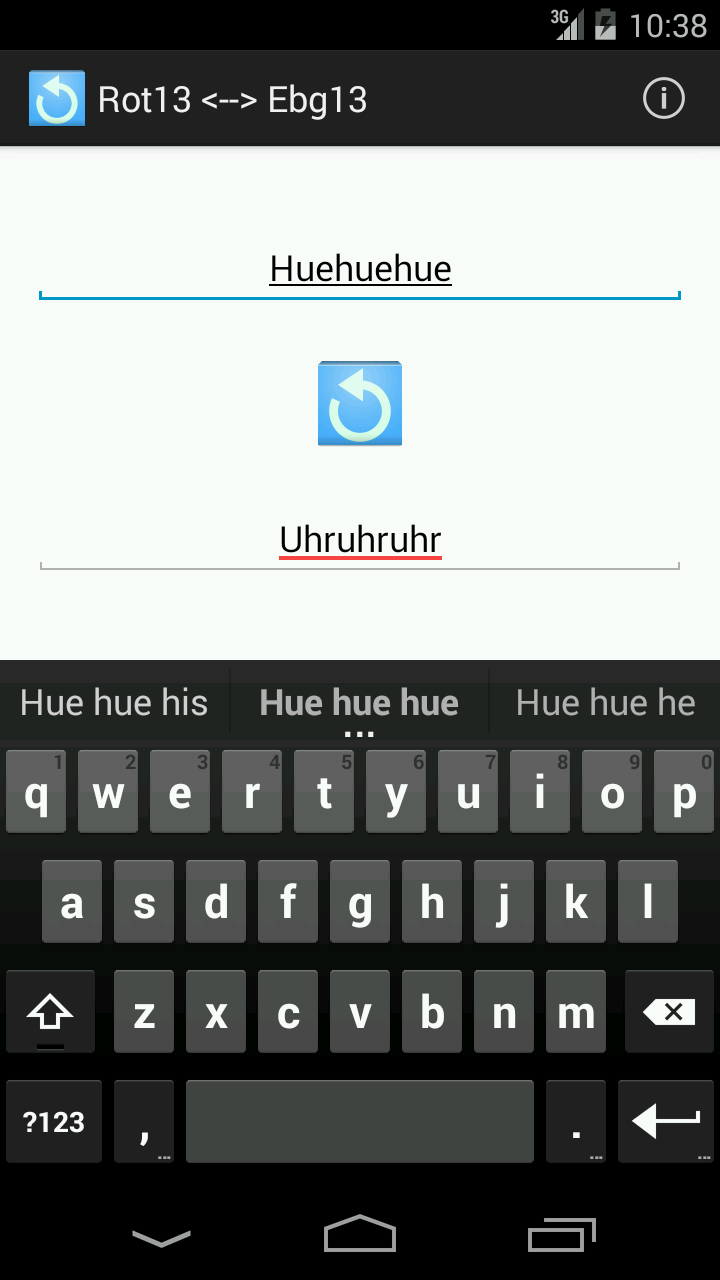 3G 10:38
Rot13 <--> Ebg13
Huehuehue
Uhruhruhr
Hue hue his Hue hue hue Hue hue he
...
1 2 3 4 5 6 7 8 9 0
q w e r t y u i o p
a s d f g h j k l
z x c v b n m
?123 , ... . ... ...